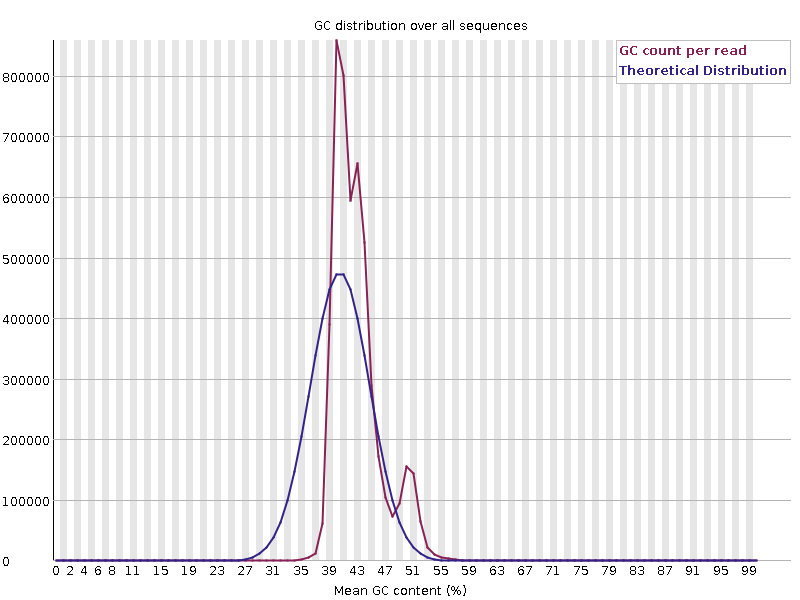 GC distribution over all sequences
GC count per read
Theoretical Distribution
800000
700000
600000
500000
400000
300000
200000
100000
0
0 2 4 6 8 11 15 19 23 27 31 35 39 43 47 51 55 59 63 67 71 75 79 83 87 91 95 99
Mean GC content (%)